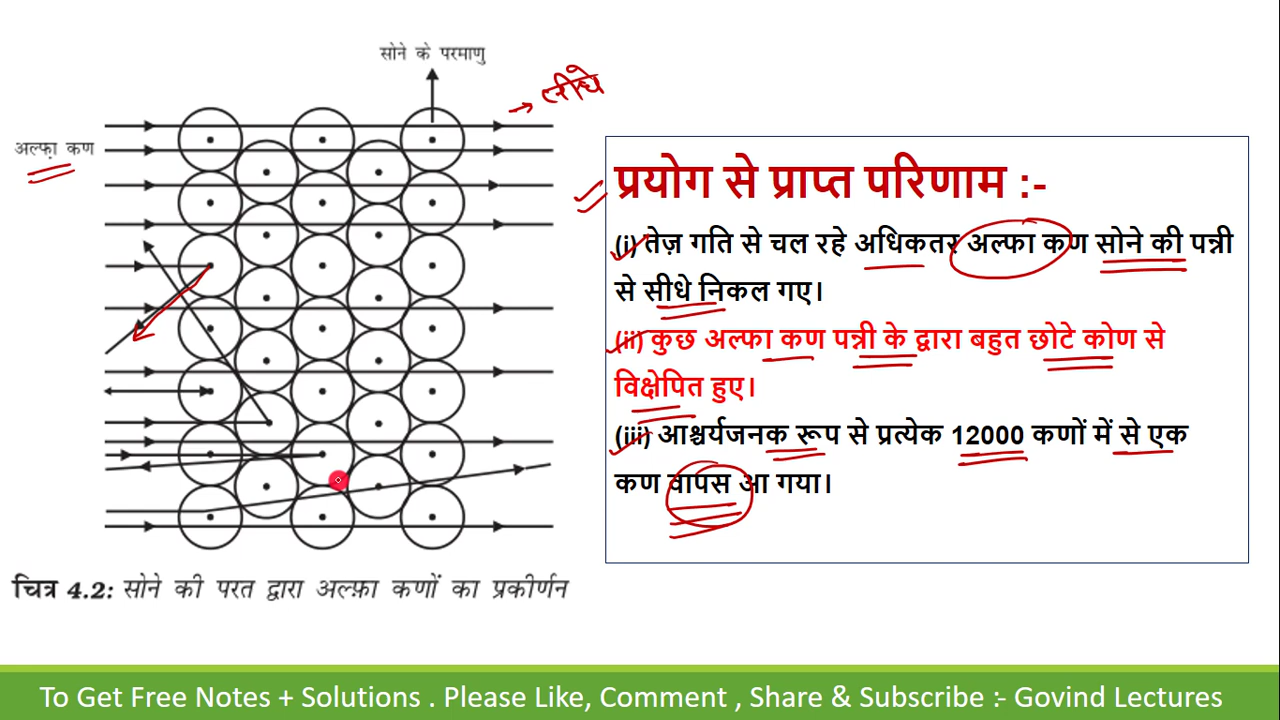 सोने के परमाणु
→ सीधे
अल्फ़ा कण
प्रयोग से प्राप्त परिणाम :-
(i) तेज़ गति से चल रहे अधिकतर अल्फा कण सोने की पन्नी
से सीधे निकल गए।
(ii) कुछ अल्फा कण पन्नी के द्वारा बहुत छोटे कोण से
विक्षेपित हुए।
(iii) आश्चर्यजनक रूप से प्रत्येक 12000 कणों में से एक
कण वापस आ गया।
चित्र 4.2: सोने की परत द्वारा अल्फ़ा कणों का प्रकीर्णन
To Get Free Notes + Solutions . Please Like, Comment , Share & Subscribe :- Govind Lectures